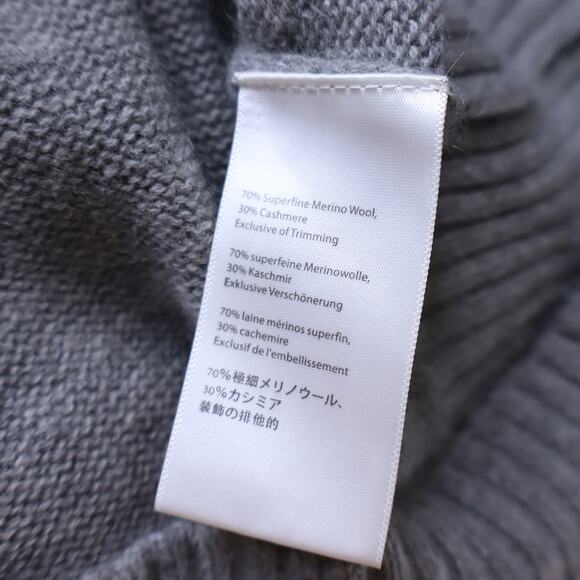 70% Superfine Merino Wool,
30% Cashmere
Exclusive of Trimming
70% superfeine Merinowolle,
30% Kaschmir
Exklusive Verschönerung
70% laine mérinos superfin,
30% cachemire
Exclusif de l'embellissement
70%極細メリノウール、
30%カシミア
装飾の排他的